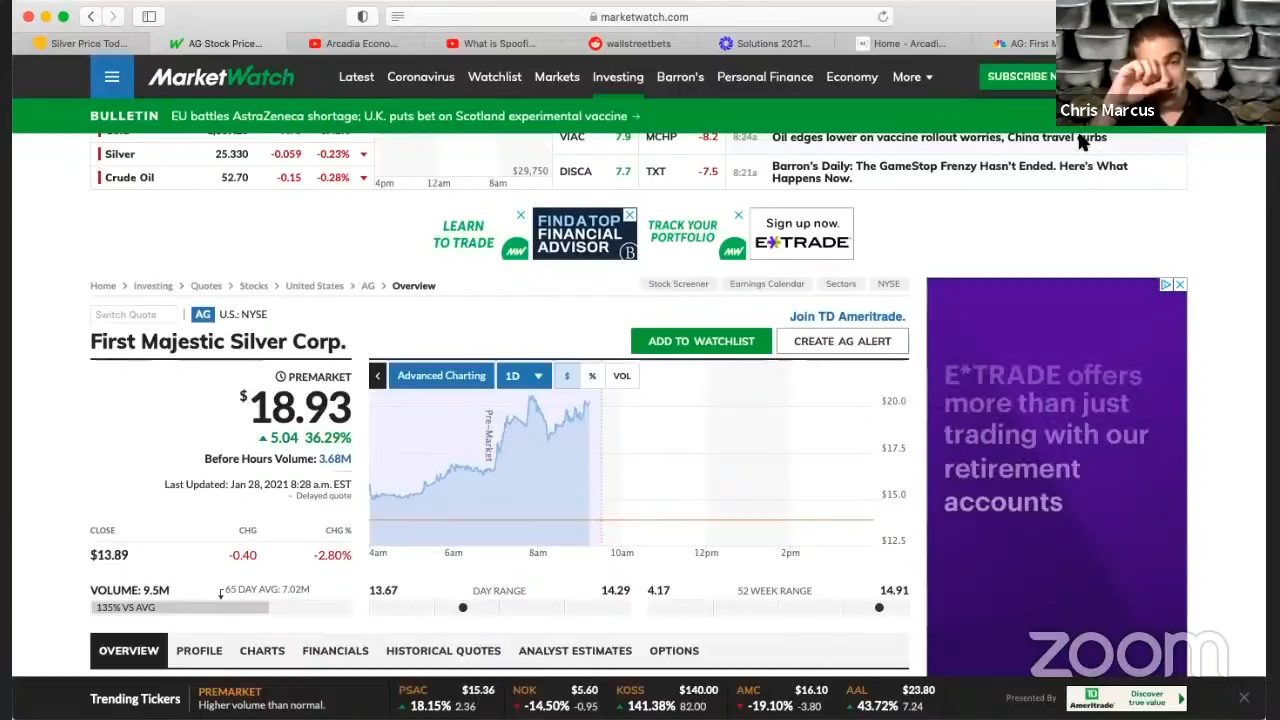 marketwatch.com
Silver Price Tod...
AG Stock Price...
Arcadia Econo...
What is Spoofi...
wallstreetbets
Solutions 2021...
Home – Arcadi...
AG: First M
MarketWatch
Latest
Coronavirus
Watchlist
Markets
Investing
Barron's
Personal Finance
Economy
More
SUBSCRIBE N
Chris Marcus
BULLETIN EU battles AstraZeneca shortage; U.K. puts bet on Scotland experimental vaccine →
VIAC 7.9 MCHP -8.2
8:24a Oil edges lower on vaccine rollout worries, China travel curbs
Silver 25.330 -0.059 -0.23%
Crude Oil 52.70 -0.15 -0.28%
$29,750
4pm 12am 8am
DISCA 7.7 TXT -7.5
8:21a Barron's Daily: The GameStop Frenzy Hasn't Ended. Here's What
Happens Now.
LEARN
TO TRADE
MW
FIND A TOP
FINANCIAL
ADVISOR
B
TRACK YOUR
PORTFOLIO
MW
Sign up now.
E*TRADE
Home > Investing > Quotes > Stocks > United States > AG > Overview
Stock Screener
Earnings Calendar
Sectors
NYSE
Switch Quote | AG U.S.: NYSE
Join TD Ameritrade.
First Majestic Silver Corp.
ADD TO WATCHLIST
CREATE AG ALERT
PREMARKET
$18.93
5.04 36.29%
Before Hours Volume: 3.68M
Last Updated: Jan 28, 2021 8:28 a.m. EST
Delayed quote
CLOSE CHG CHG %
$13.89 -0.40 -2.80%
VOLUME: 9.5M 65 DAY AVG: 7.02M
135% VS AVG
Advanced Charting
1D
$
%
VOL
Pre-Market
$20.0
$17.5
$15.0
$12.5
4am 6am 8am 10am 12pm 2pm
13.67 DAY RANGE 14.29
4.17 52 WEEK RANGE 14.91
E*TRADE offers
more than just
trading with our
retirement
accounts
OVERVIEW
PROFILE
CHARTS
FINANCIALS
HISTORICAL QUOTES
ANALYST ESTIMATES
OPTIONS
zoom
Trending Tickers
PREMARKET
Higher volume than normal.
PSAC $15.36
18.15% 2.36
NOK $5.60
-14.50% -0.95
KOSS $140.00
141.38% 82.00
AMC $16.10
-19.10% -3.80
AAL $23.80
43.72% 7.24
Presented By
TD
Ameritrade
Discover
true value